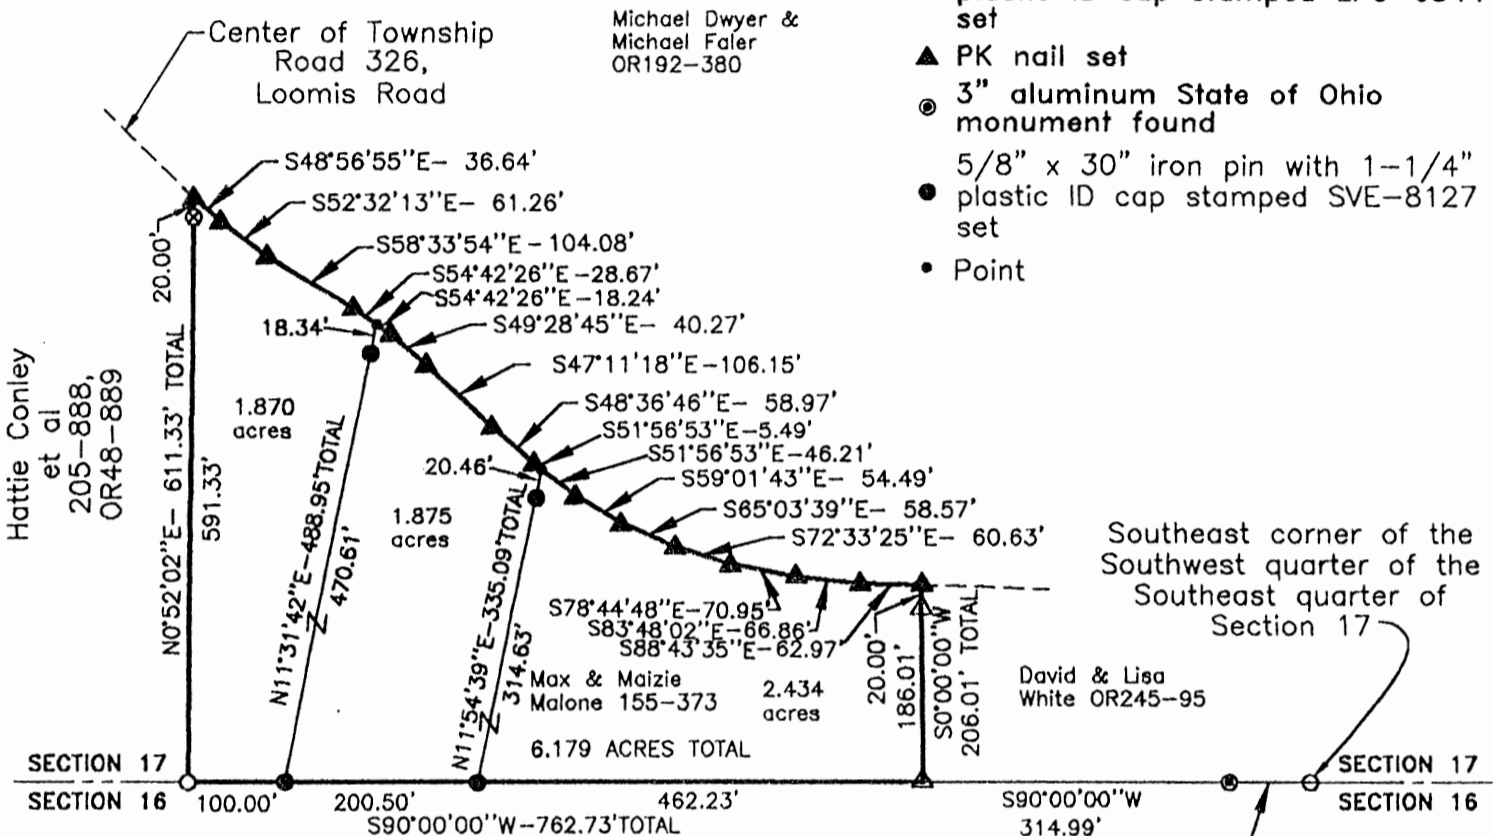 plastic ID cap stamped
set
PK nail set
3" aluminum State of Ohio
monument found
5/8" x 30" iron pin with 1-1/4"
plastic ID cap stamped SVE-8127
set
Point
Michael Dwyer &
Michael Faler
OR192-380
Center of Township
Road 326,
Loomis Road
S48°56'55"E- 36.64'
S52°32'13"E- 61.26'
S58°33'54"E-104.08'
S54°42'26"E-28.67'
S54°42'26"E-18.24'
S49°28'45"E- 40.27'
S47°11'18"E-106.15'
S48°36'46"E- 58.97'
S51°56'53"E-5.49'
S51°56'53"E-46.21'
S59°01'43"E- 54.49'
S65°03'39"E- 58.57'
S72°33'25"E- 60.63'
S78°44'48"E-70.95'
S83°48'02"E-66.86'
S88°43'35"E-62.97'
20.00'
18.34'
20.46'
Hattie Conley
et al
205-888,
OR48-889
N0°52'02"E- 611.33' TOTAL
591.33'
1.870
acres
N11°31'42"E-488.95'TOTAL
470.61'
1.875
acres
N11°54'39"E-335.09'TOTAL
314.63'
Max & Maizie
Malone 155-373
2.434
acres
6.179 ACRES TOTAL
20.00'
186.01'
S0°00'00"W
206.01' TOTAL
David & Lisa
White OR245-95
Southeast corner of the
Southwest quarter of the
Southeast quarter of
Section 17
SECTION 17
SECTION 16
100.00'
200.50'
462.23'
S90°00'00"W-762.73'TOTAL
S90°00'00"W
314.99'
SECTION 17
SECTION 16